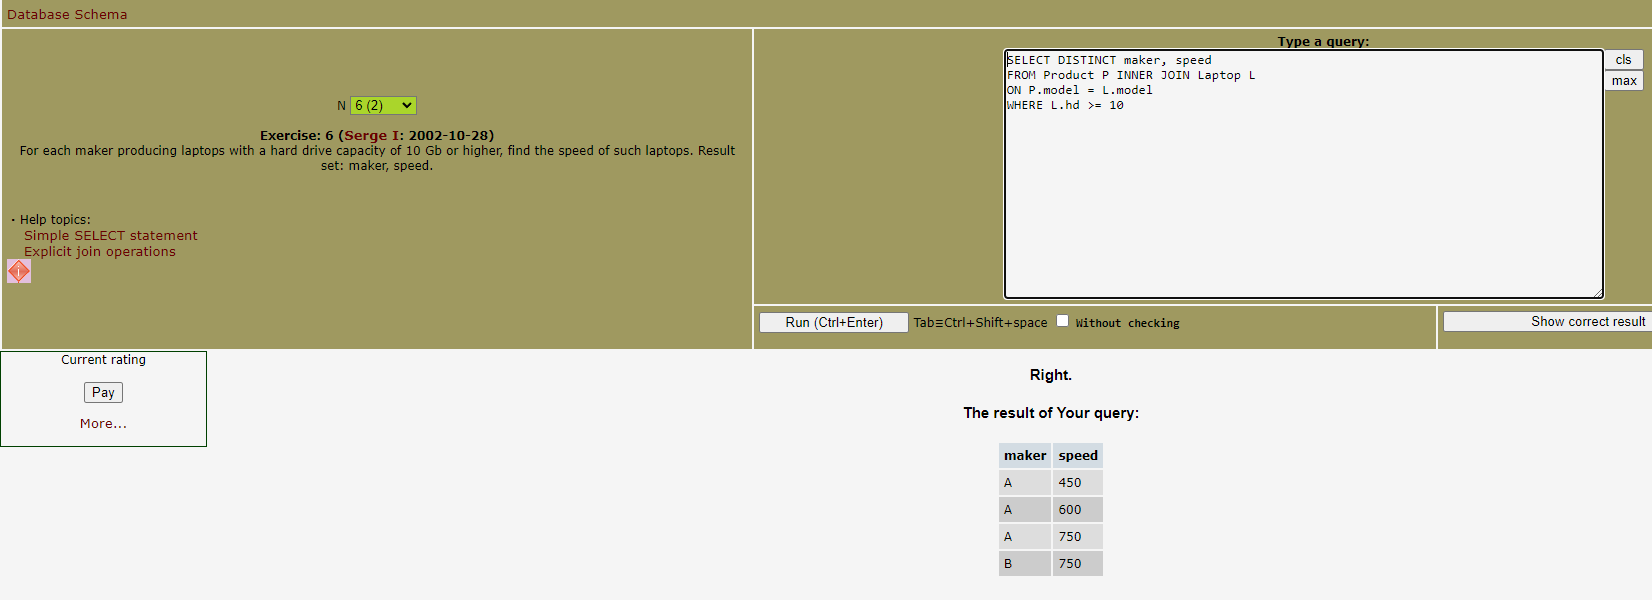 Database Schema
N 6 (2)
Exercise: 6 (Serge I: 2002-10-28)
For each maker producing laptops with a hard drive capacity of 10 Gb or higher, find the speed of such laptops. Result
set: maker, speed.
· Help topics:
Simple SELECT statement
Explicit join operations
Type a query:
SELECT DISTINCT maker, speed
FROM Product P INNER JOIN Laptop L
ON P.model = L.model
WHERE L.hd >= 10
cls
max
Run (Ctrl+Enter) Tab≡Ctrl+Shift+space Without checking
Show correct result
Current rating
Pay
More...
Right.
The result of Your query:
maker speed
A 450
A 600
A 750
B 750